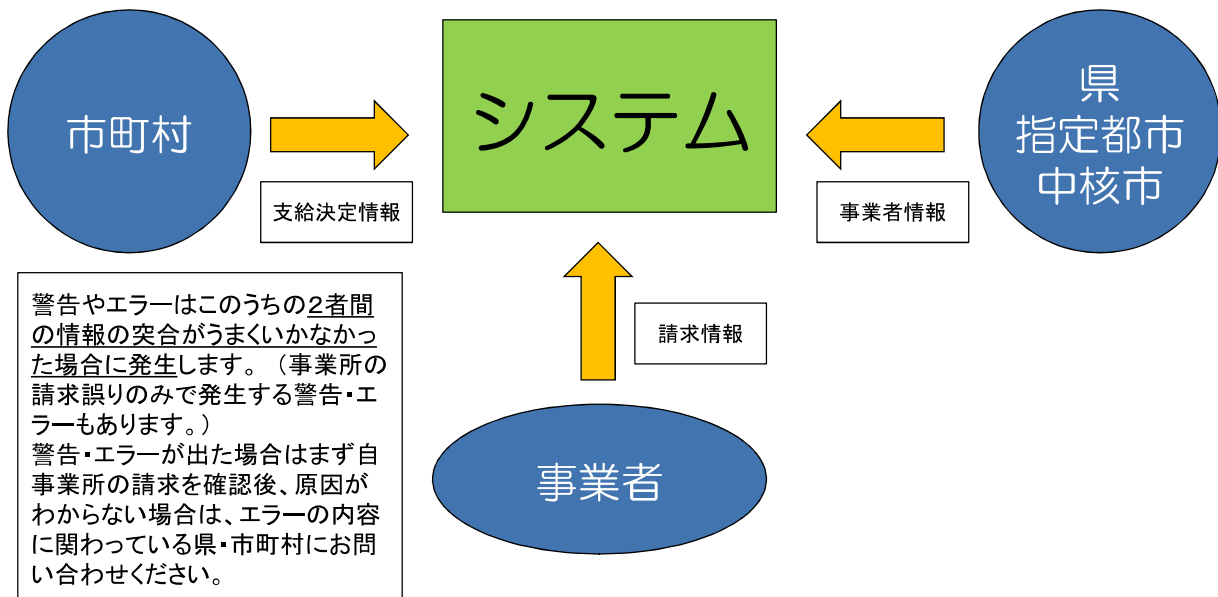 市町村
支給決定情報
システム
県
指定都市
中核市
事業者情報
請求情報
事業者
警告やエラーはこのうちの２者間
の情報の突合がうまくいかなかっ
た場合に発生します。（事業所の
請求誤りのみで発生する警告・エ
ラーもあります。）
警告・エラーが出た場合はまず自
事業所の請求を確認後、原因が
わからない場合は、エラーの内容
に関わっている県・市町村にお問
い合わせください。